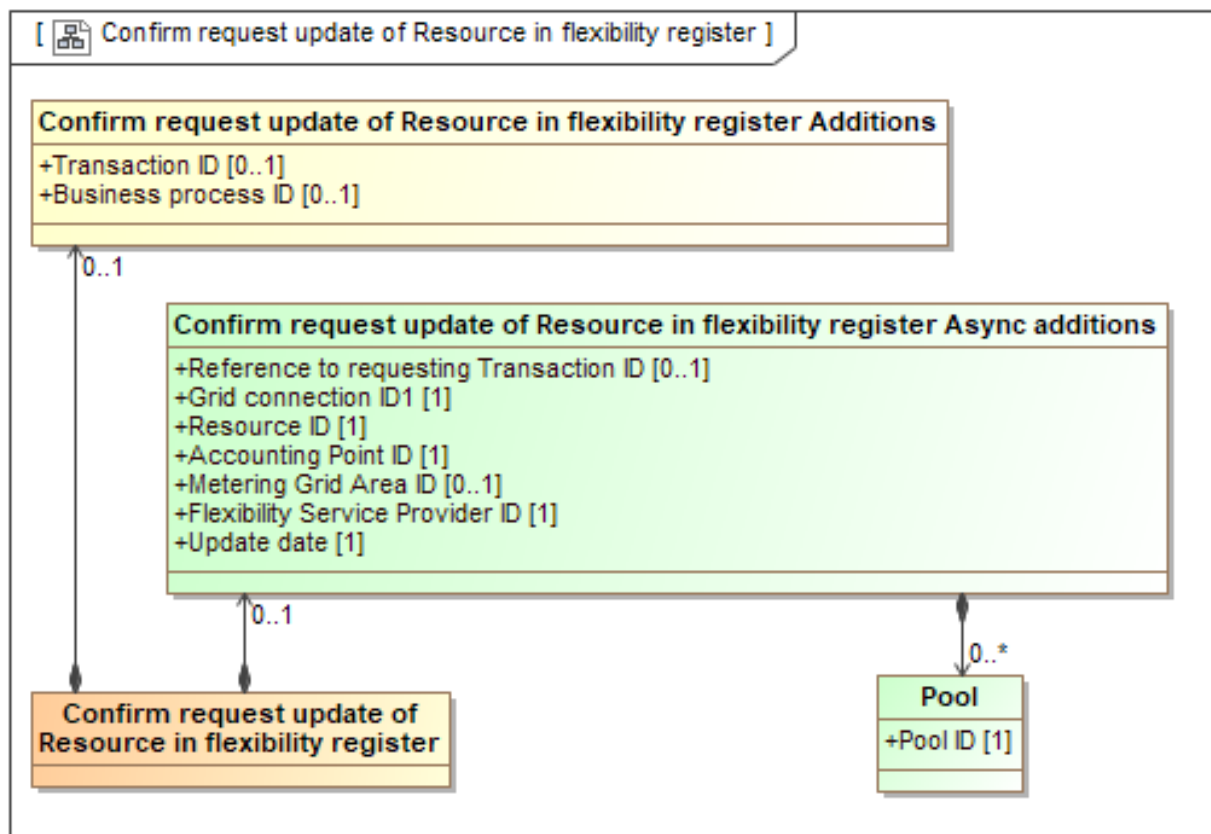 [ Confirm request update of Resource in flexibility register ]
Confirm request update of Resource in flexibility register Additions
+Transaction ID [0..1]
+Business process ID [0..1]
0..1
Confirm request update of Resource in flexibility register Async additions
+Reference to requesting Transaction ID [0..1]
+Grid connection ID1 [1]
+Resource ID [1]
+Accounting Point ID [1]
+Metering Grid Area ID [0..1]
+Flexibility Service Provider ID [1]
+Update date [1]
0..1
0..*
Confirm request update of
Resource in flexibility register
Pool
+Pool ID [1]